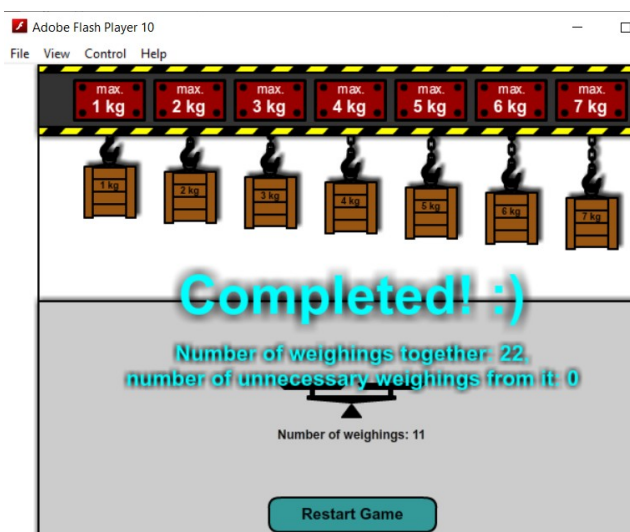 Adobe Flash Player 10
File View Control Help
max. max. max. max. max. max. max.
1 kg 2 kg 3 kg 4 kg 5 kg 6 kg 7 kg
1 kg 2 kg 3 kg 4 kg 5 kg 6 kg 7 kg
Completed! :)
Number of weighings together: 22,
number of unnecessary weighings from it: 0
Number of weighings: 11
Restart Game